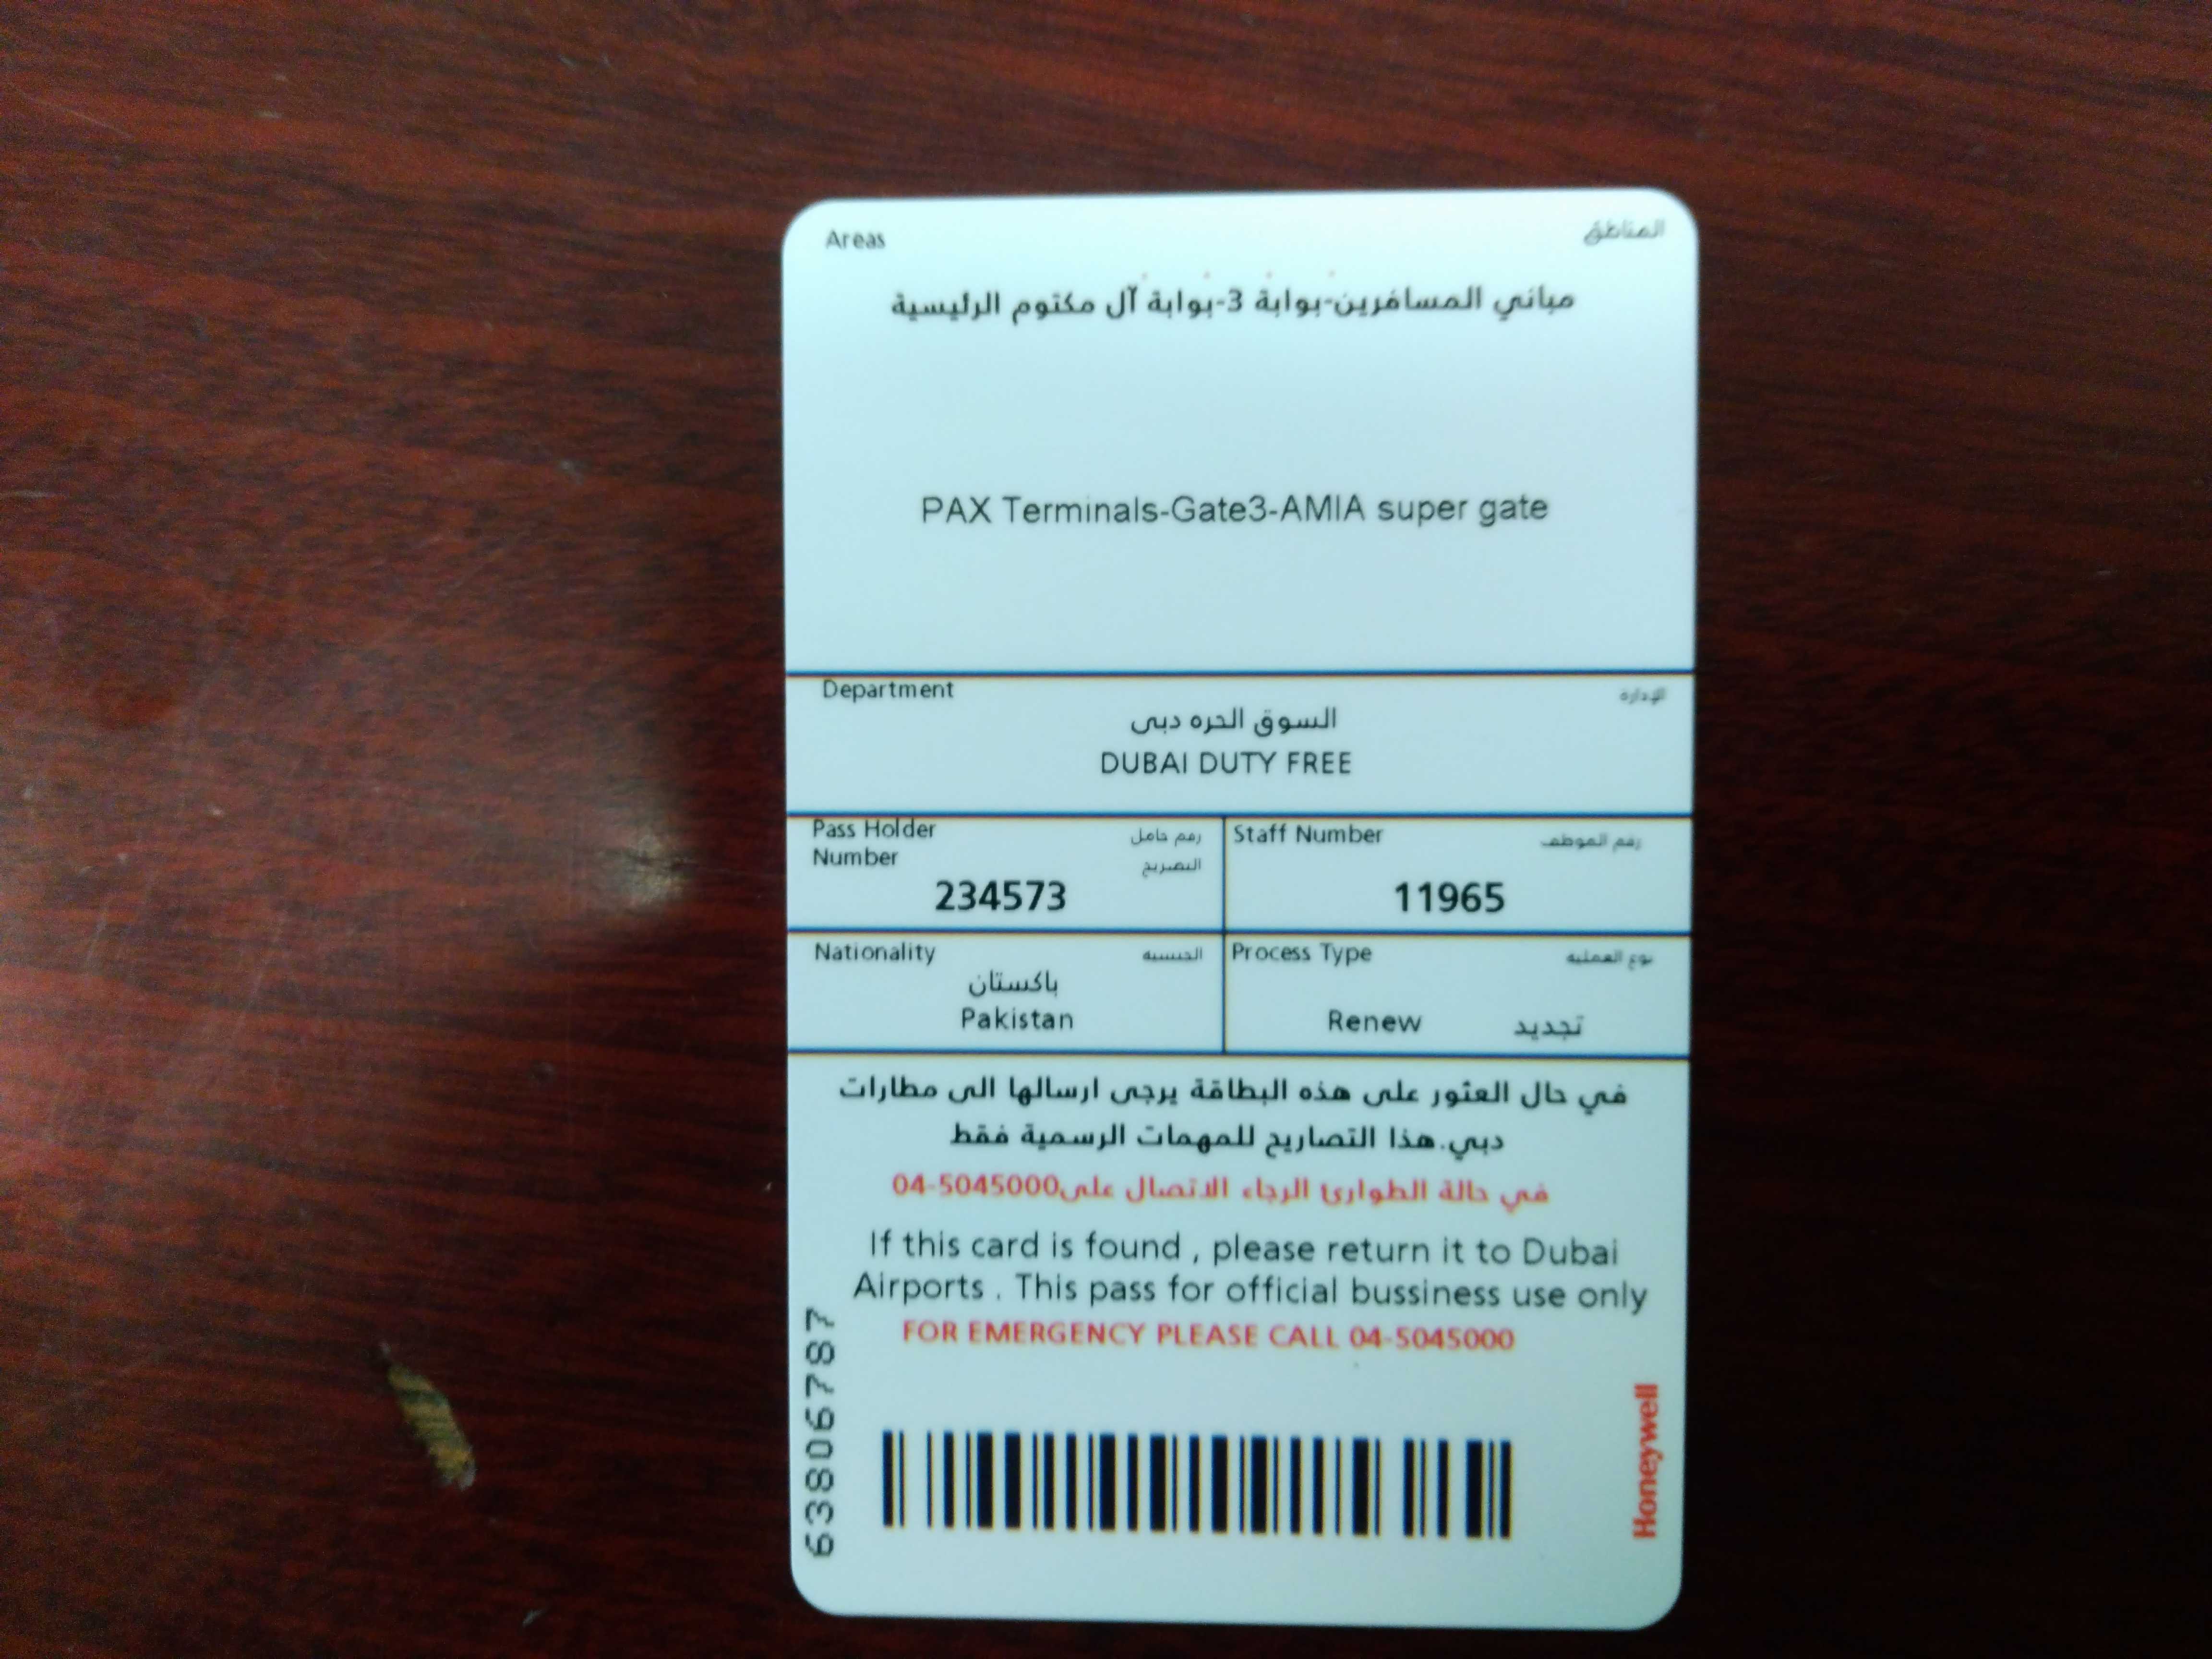 Areas المناطق
مباني المسافرين-بوابة 3-بوابة آل مكتوم الرئيسية
PAX Terminals-Gate3-AMIA super gate
Department الإدارة
السوق الحره دبى
DUBAI DUTY FREE
Pass Holder رقم حامل
Number التصريح
234573
Staff Number رقم الموظف
11965
Nationality الجنسية
باكستان
Pakistan
Process Type نوع العملية
Renew تجديد
في حال العثور على هذه البطاقة يرجى ارسالها الى مطارات
دبي.هذا التصاريح للمهمات الرسمية فقط
في حالة الطوارئ الرجاء الاتصال على04-5045000
If this card is found , please return it to Dubai
Airports . This pass for official bussiness use only
FOR EMERGENCY PLEASE CALL 04-5045000
63806787
Honeywell